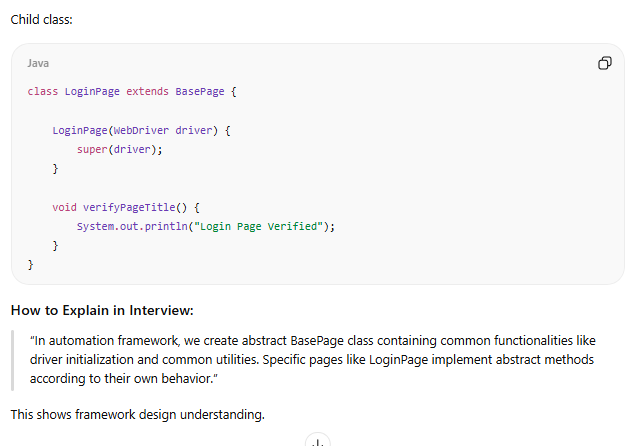 Child class:
Java
class LoginPage extends BasePage {
LoginPage(WebDriver driver) {
super(driver);
}
void verifyPageTitle() {
System.out.println("Login Page Verified");
}
}
How to Explain in Interview:
“In automation framework, we create abstract BasePage class containing common functionalities like
driver initialization and common utilities. Specific pages like LoginPage implement abstract methods
according to their own behavior.”
This shows framework design understanding.